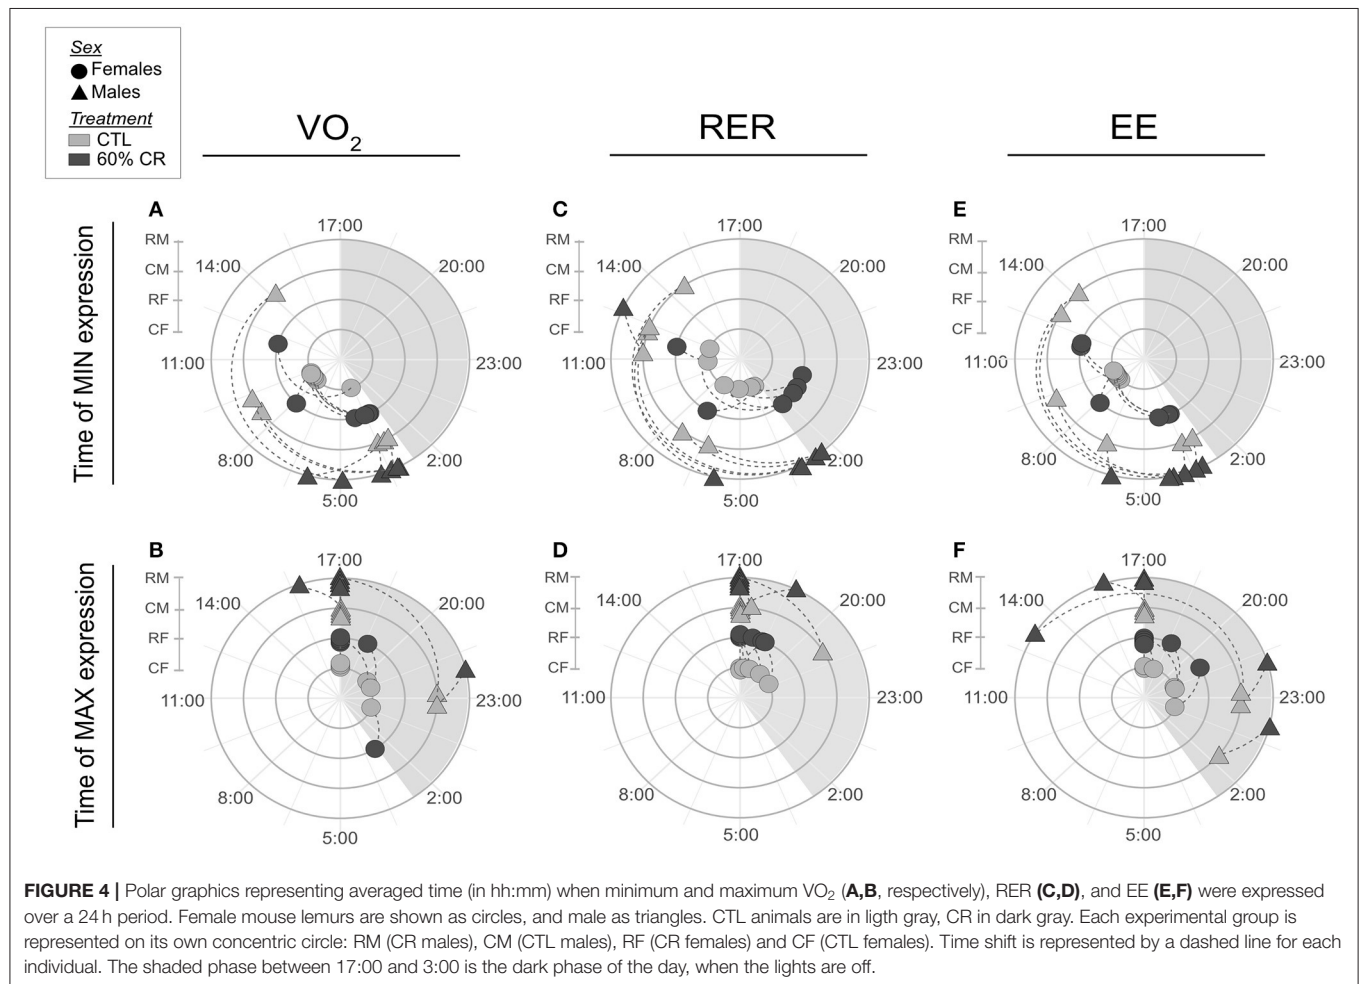 Sex
Females
Males
Treatment
CTL
60% CR
VO2
RER
EE
Time of MIN expression
A
RM
CM
RF
CF
17:00
20:00
23:00
2:00
5:00
8:00
11:00
14:00
C
RM
CM
RF
CF
17:00
20:00
23:00
2:00
5:00
8:00
11:00
14:00
E
RM
CM
RF
CF
17:00
20:00
23:00
2:00
5:00
8:00
11:00
14:00
Time of MAX expression
B
RM
CM
RF
CF
17:00
20:00
23:00
2:00
5:00
8:00
11:00
14:00
D
RM
CM
RF
CF
17:00
20:00
23:00
2:00
5:00
8:00
11:00
14:00
F
RM
CM
RF
CF
17:00
20:00
23:00
2:00
5:00
8:00
11:00
14:00
FIGURE 4 | Polar graphics representing averaged time (in hh:mm) when minimum and maximum VO2 (A,B, respectively), RER (C,D), and EE (E,F) were expressed
over a 24 h period. Female mouse lemurs are shown as circles, and male as triangles. CTL animals are in ligth gray, CR in dark gray. Each experimental group is
represented on its own concentric circle: RM (CR males), CM (CTL males), RF (CR females) and CF (CTL females). Time shift is represented by a dashed line for each
individual. The shaded phase between 17:00 and 3:00 is the dark phase of the day, when the lights are off.